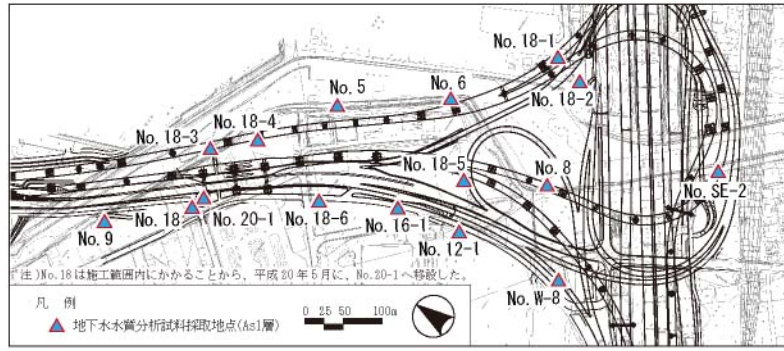 No. 18-1
No. 6
No. 5
No. 18-2
No. 18-4
No. 18-3
No. 18-5
No. 8
No. SE-2
No. 18
No. 20-1
No. 18-6
No. 16-1
No. 9
No. 12-1
No. W-8
注)No.18は施工範囲内にかかることから、平成20年5月に、No.20-1へ移設した。
凡 例
地下水水質分析試料採取地点(As1層)
0 25 50 100m